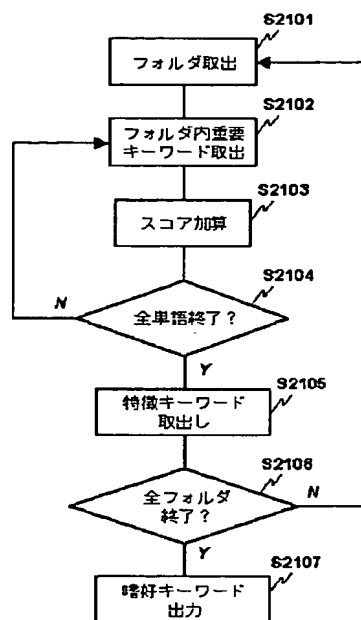 S2101
フォルダ取出
S2102
フォルダ内重要
キーワード取出
S2103
スコア加算
S2104
全単語終了?
N
Y
S2105
特徴キーワード
取出し
S2106
全フォルダ
終了?
N
Y
S2107
嗜好キーワード
出力